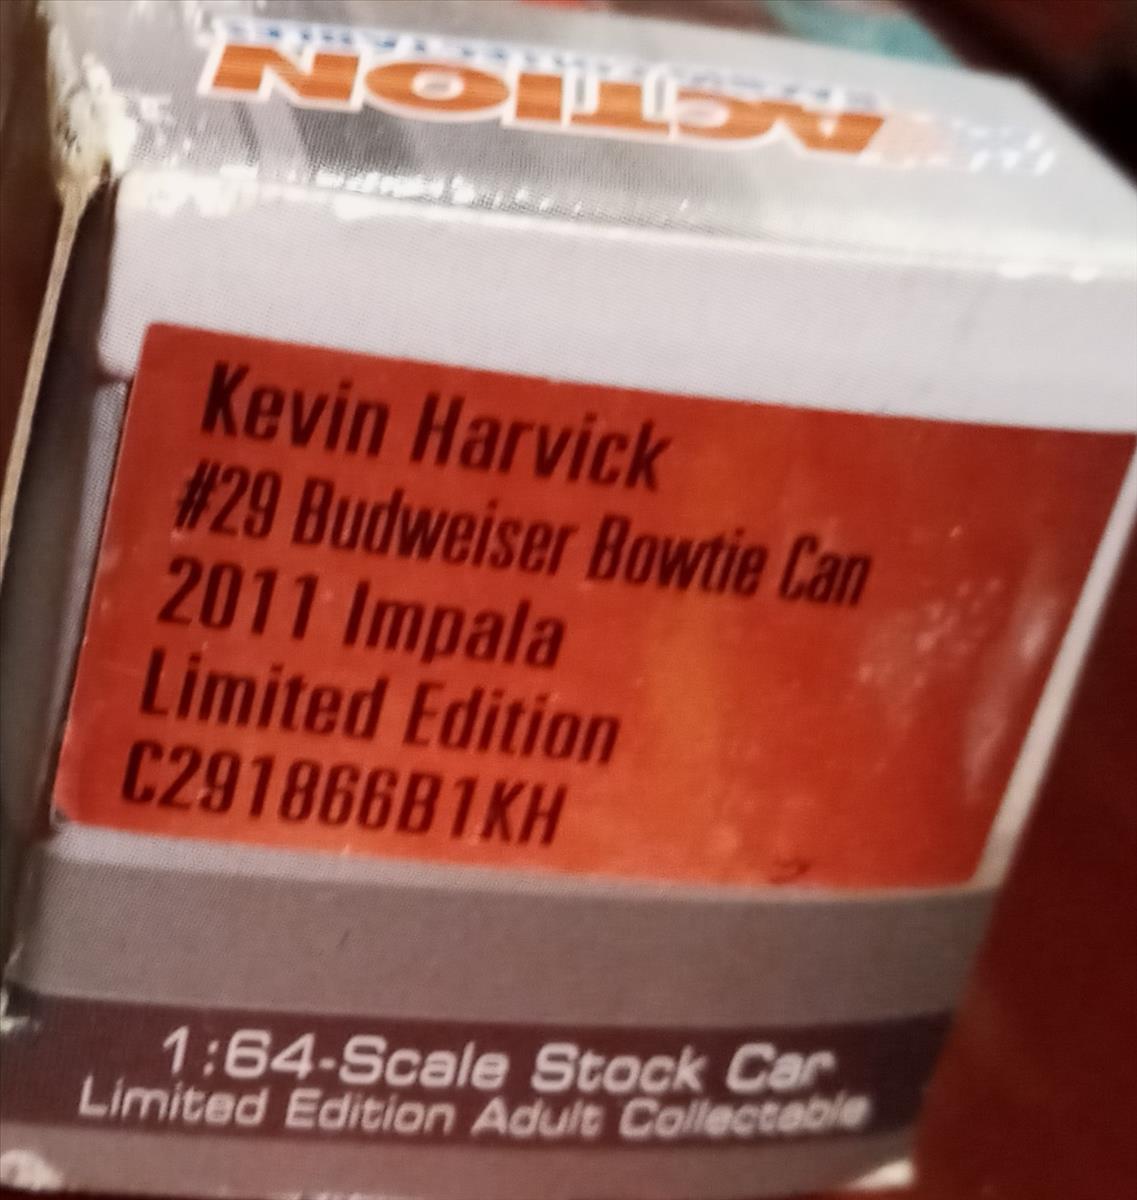 ACTION
Kevin Harvick
#29 Budweiser Bowtie Can
2011 Impala
Limited Edition
C291866B1KH
1:64-Scale Stock Car
Limited Edition Adult Collectable